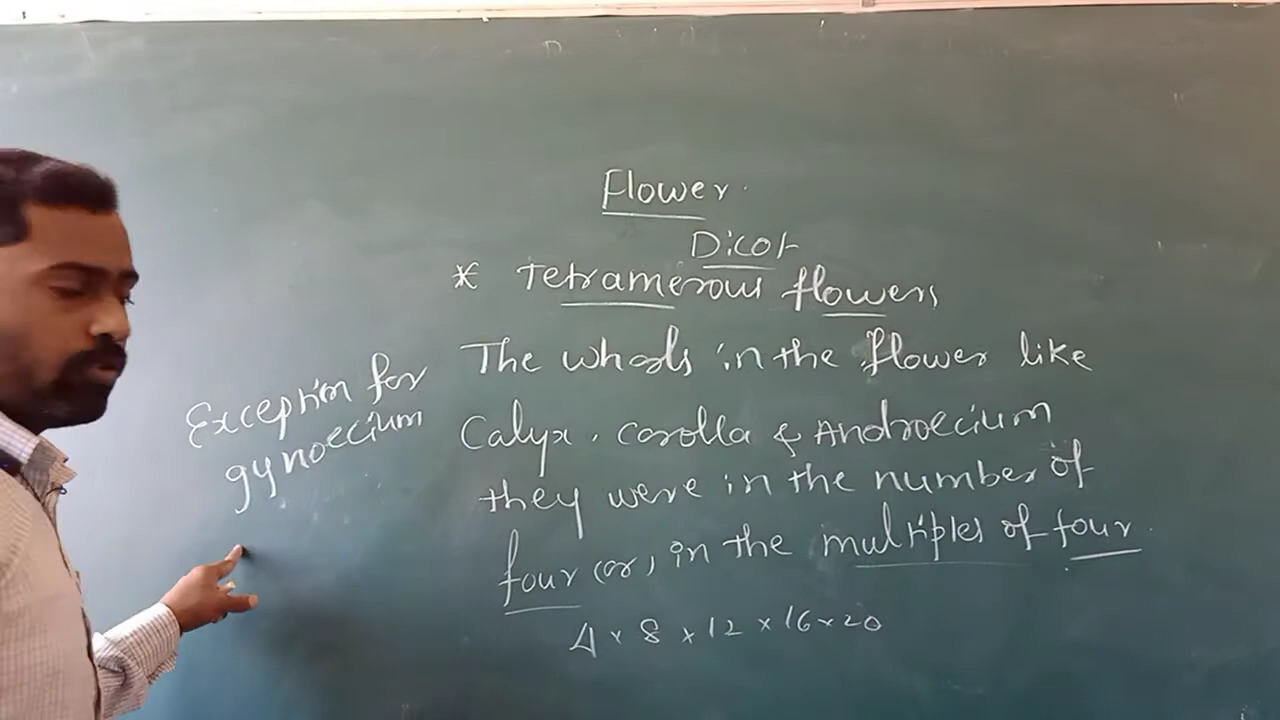 Flower.
Dicot
* Tetramerous flowers
The whols in the flower like
Calyx, corolla & Androecium
they were in the number of
four (or) in the multiples of four.
4 x 8 x 12 x 16 x 20
Exception for
gynoecium